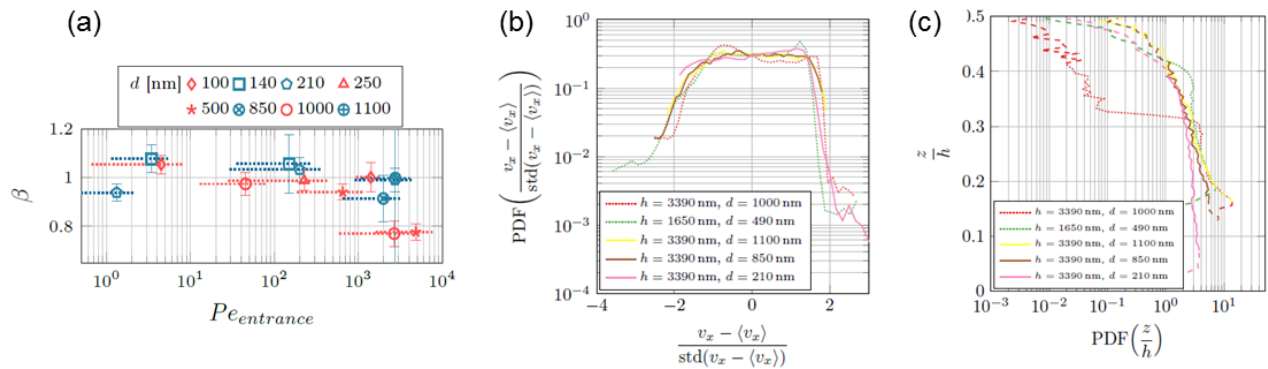 (a)
d [nm] 100 140 210 250
500 850 1000 1100
1.2
1
0.8
β
10^0 10^1 10^2 10^3 10^4
Pe_entrance
(b)
PDF((v_x − ⟨v_x⟩)/(std(v_x − ⟨v_x⟩)))
10^0
10^−1
10^−2
10^−3
10^−4
h = 3390 nm, d = 1000 nm
h = 1650 nm, d = 490 nm
h = 3390 nm, d = 1100 nm
h = 3390 nm, d = 850 nm
h = 3390 nm, d = 210 nm
−4 −2 0 2
v_x − ⟨v_x⟩
std(v_x − ⟨v_x⟩)
(c)
z/h
0.5
0.4
0.3
0.2
0.1
0
h = 3390 nm, d = 1000 nm
h = 1650 nm, d = 490 nm
h = 3390 nm, d = 1100 nm
h = 3390 nm, d = 850 nm
h = 3390 nm, d = 210 nm
10^−3 10^−2 10^−1 10^0 10^1
PDF(z/h)